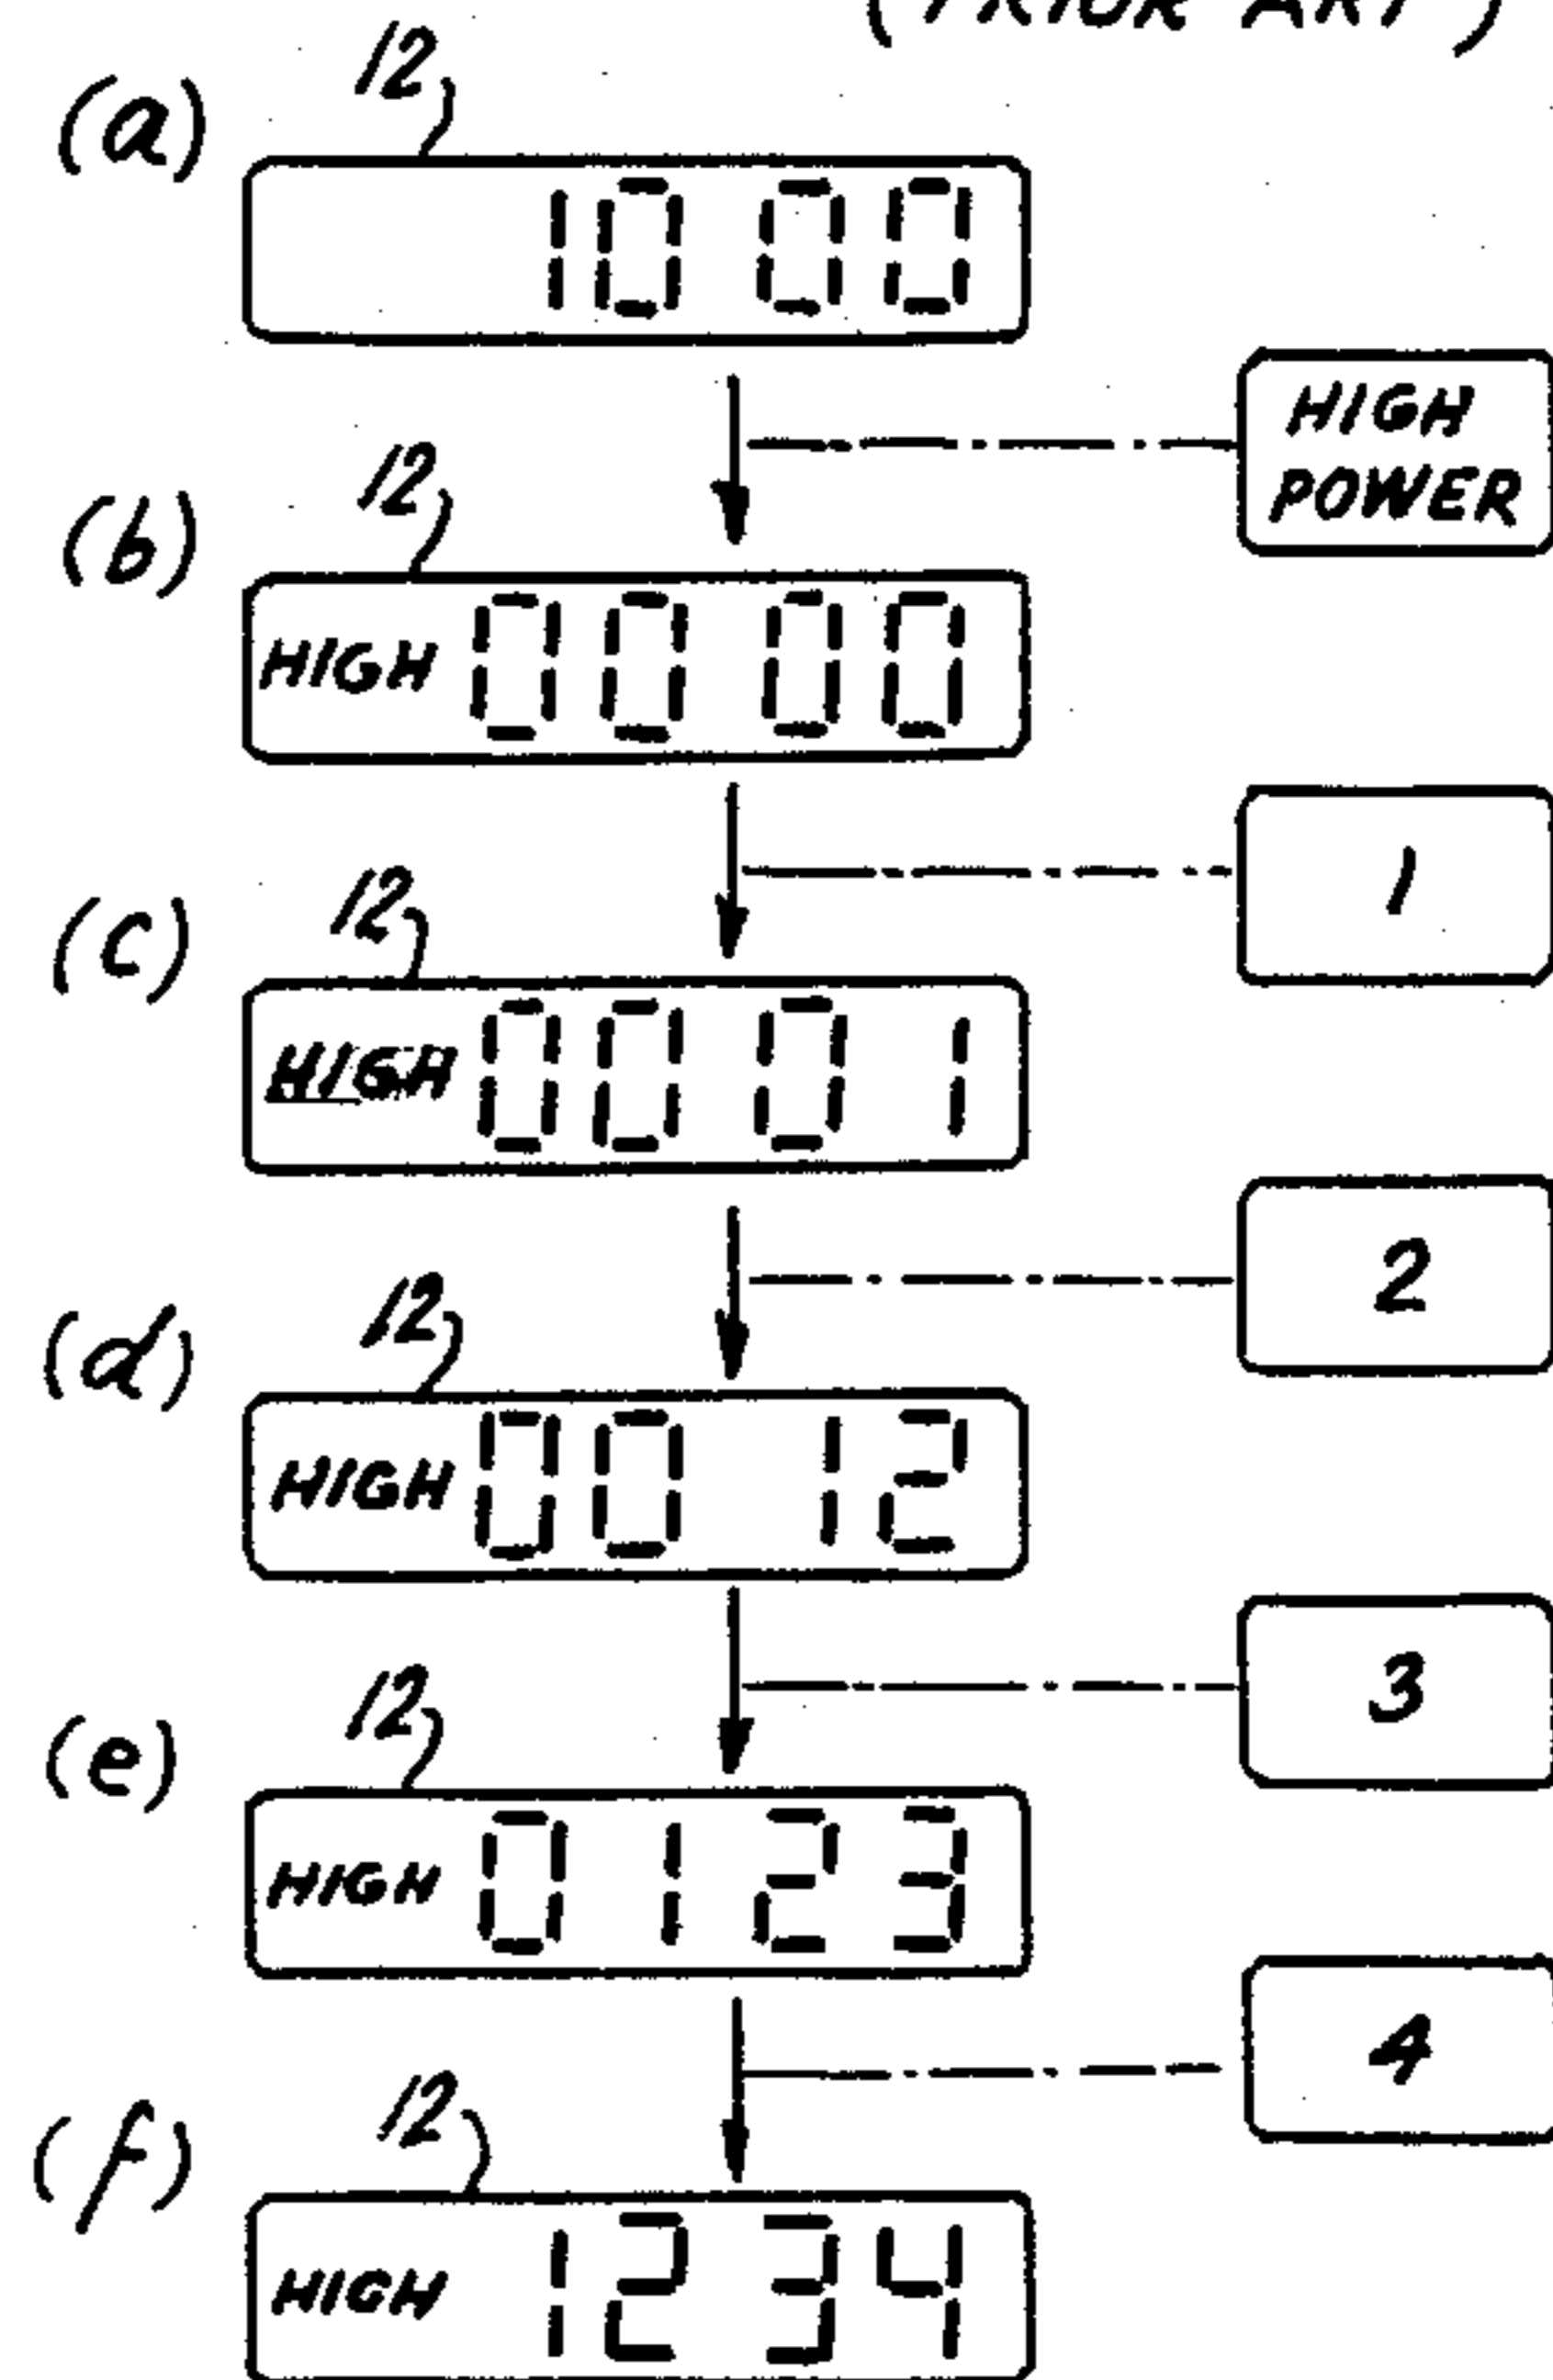 (PRIOR ART)
(a)
12
10 00
HIGH
POWER
(b)
12
HIGH 00 00
1
(c)
12
HIGH 00 01
2
(d)
12
HIGH 00 12
3
(e)
12
HIGH 01 23
4
(f)
12
HIGH 12 34